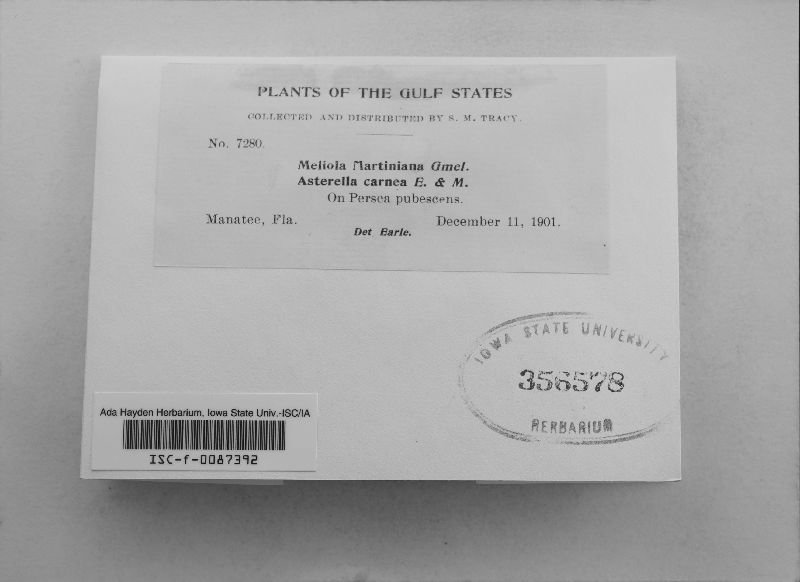 PLANTS OF THE GULF STATES
COLLECTED AND DISTRIBUTED BY S. M. TRACY.
No. 7280.
Meliola Martiniana Gmel.
Asterella carnea E. & M.
On Persea pubescens.
Manatee, Fla. December 11, 1901.
Det Earle.
IOWA STATE UNIVERSITY
356578
HERBARIUM
Ada Hayden Herbarium, Iowa State Univ.-ISC/IA
ISC-f-0087392